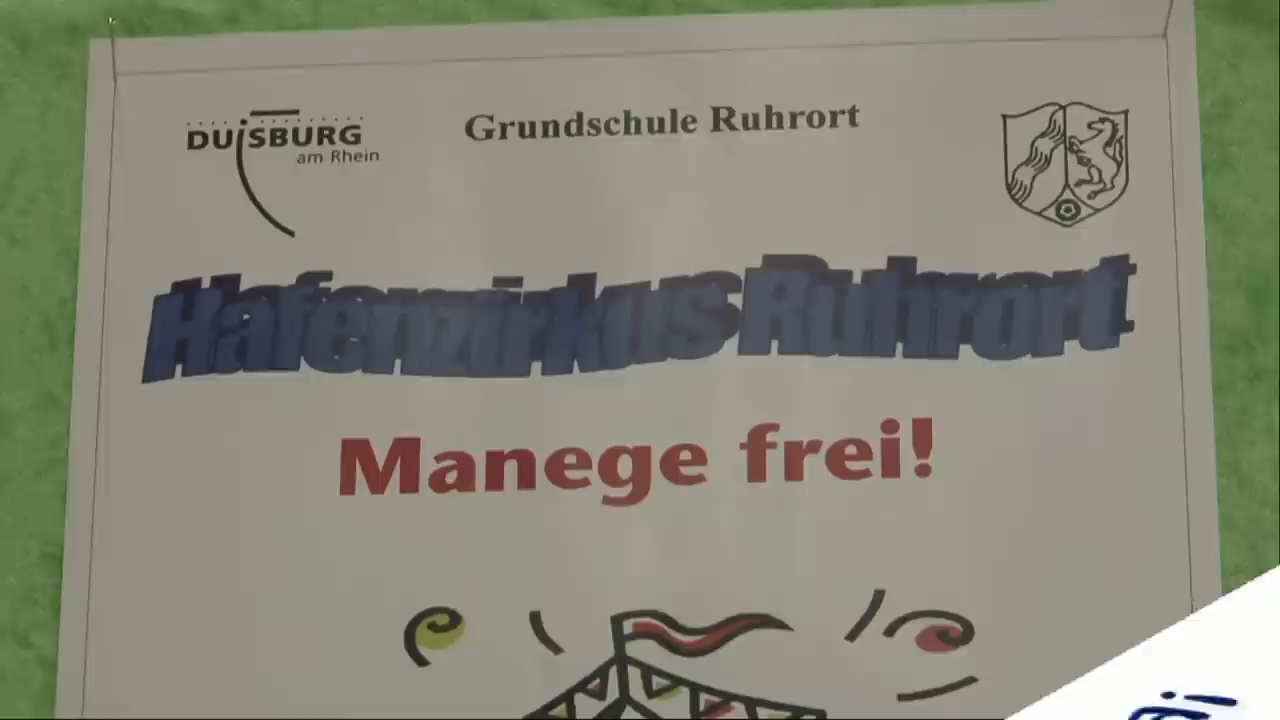 DUISBURG
am Rhein
Grundschule Ruhrort
Hafenzirkus Ruhrort
Manege frei!